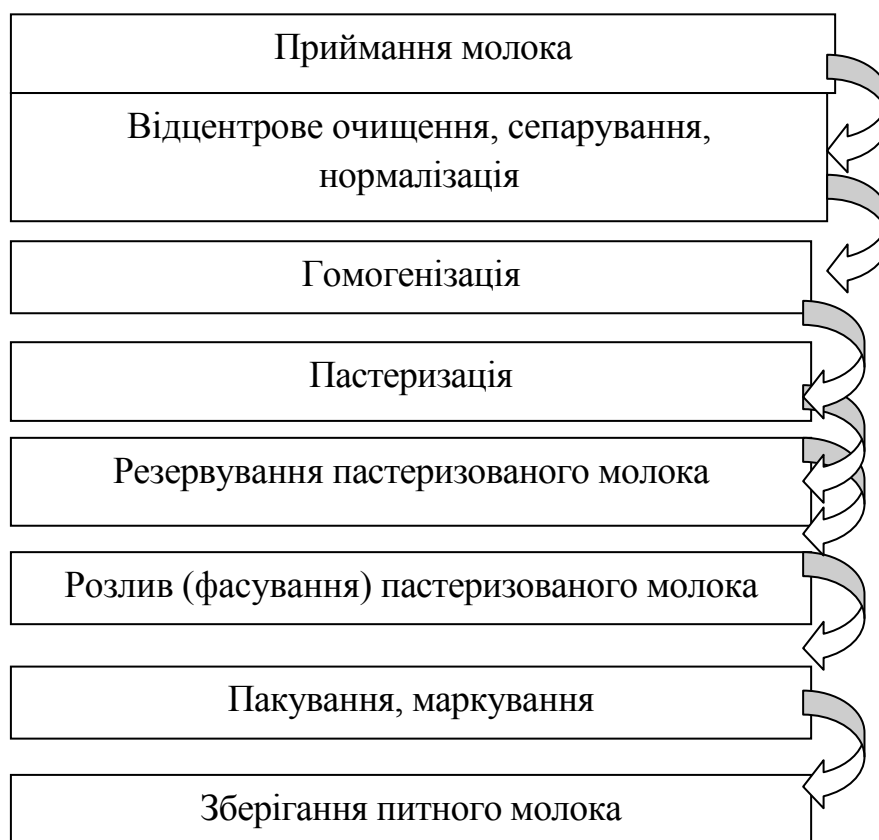 Приймання молока
Відцентрове очищення, сепарування,
нормалізація
Гомогенізація
Пастеризація
Резервування пастеризованого молока
Розлив (фасування) пастеризованого молока
Пакування, маркування
Зберігання питного молока